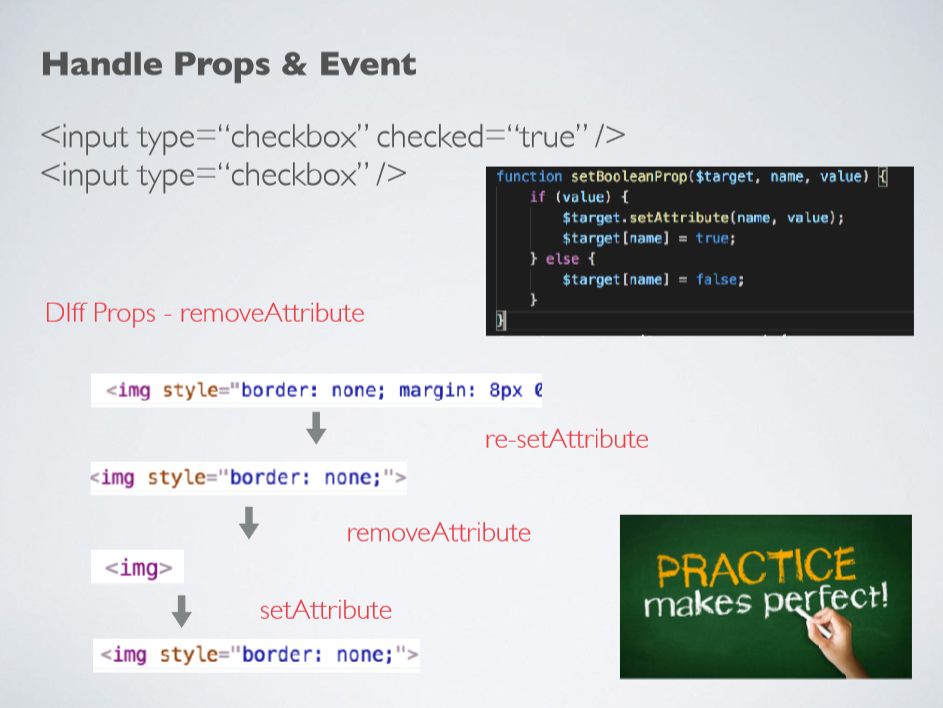 Handle Props & Event
<input type=“checkbox” checked=“true” />
<input type=“checkbox” />
function setBooleanProp($target, name, value) {
if (value) {
$target.setAttribute(name, value);
$target[name] = true;
} else {
$target[name] = false;
}
}
DIff Props - removeAttribute
<img style="border: none; margin: 8px 0
re-setAttribute
<img style="border: none;">
removeAttribute
<img>
setAttribute
<img style="border: none;">
PRACTICE
makes perfect!